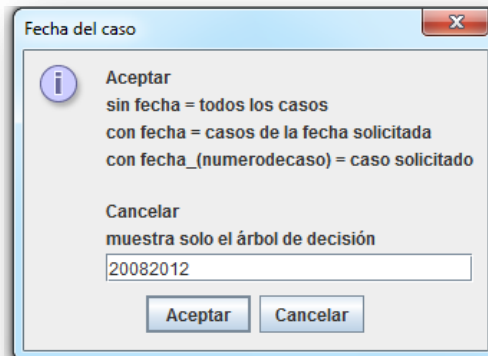 Fecha del caso
Aceptar
sin fecha = todos los casos
con fecha = casos de la fecha solicitada
con fecha_(numerodecaso) = caso solicitado
Cancelar
muestra solo el árbol de decisión
20082012
Aceptar Cancelar